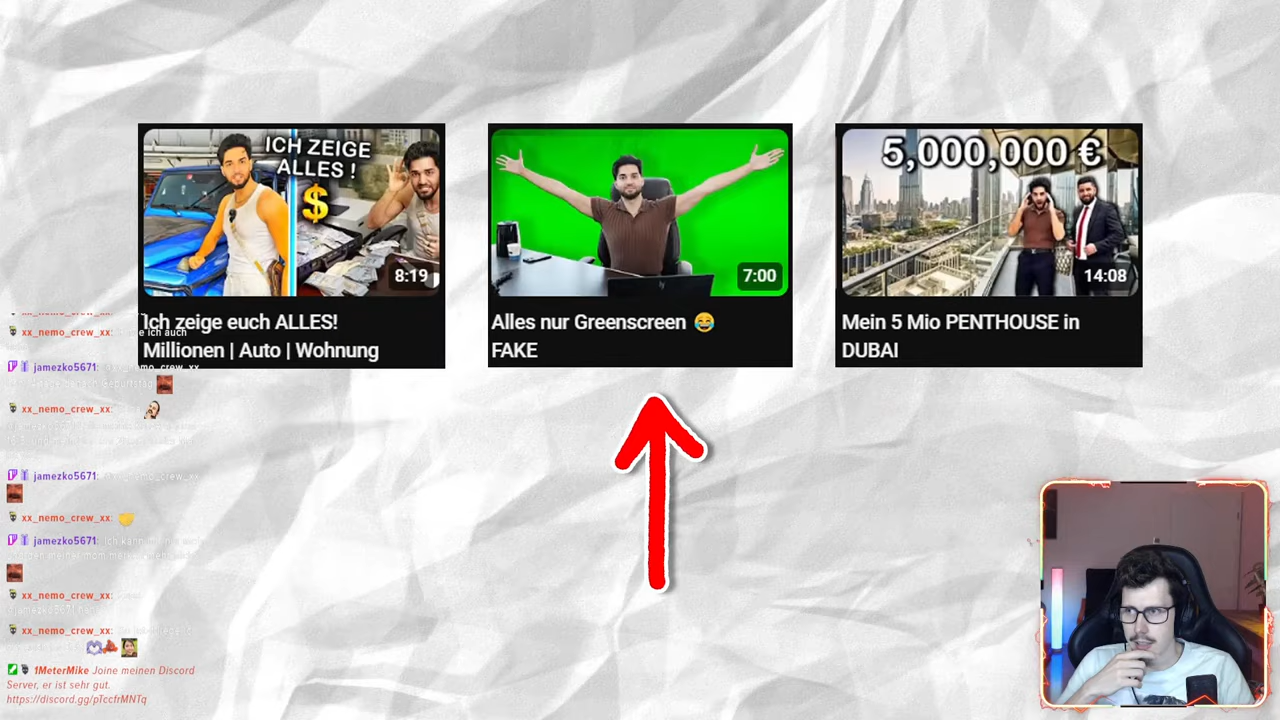 ICH ZEIGE
ALLES !
$
8:19
Ich zeige euch ALLES!
Millionen | Auto | Wohnung
7:00
Alles nur Greenscreen 😂
FAKE
5,000,000 €
14:08
Mein 5 Mio PENTHOUSE in
DUBAI
xx_nemo_crew_xx: ich auch
jamezko5671:
xx_nemo_crew_xx:
jamezko5671:
xx_nemo_crew_xx:
jamezko5671:
xx_nemo_crew_xx:
xx_nemo_crew_xx:
1MeterMike Joine meinen Discord
Server, er ist sehr gut.
https://discord.gg/pTccfrMNTq